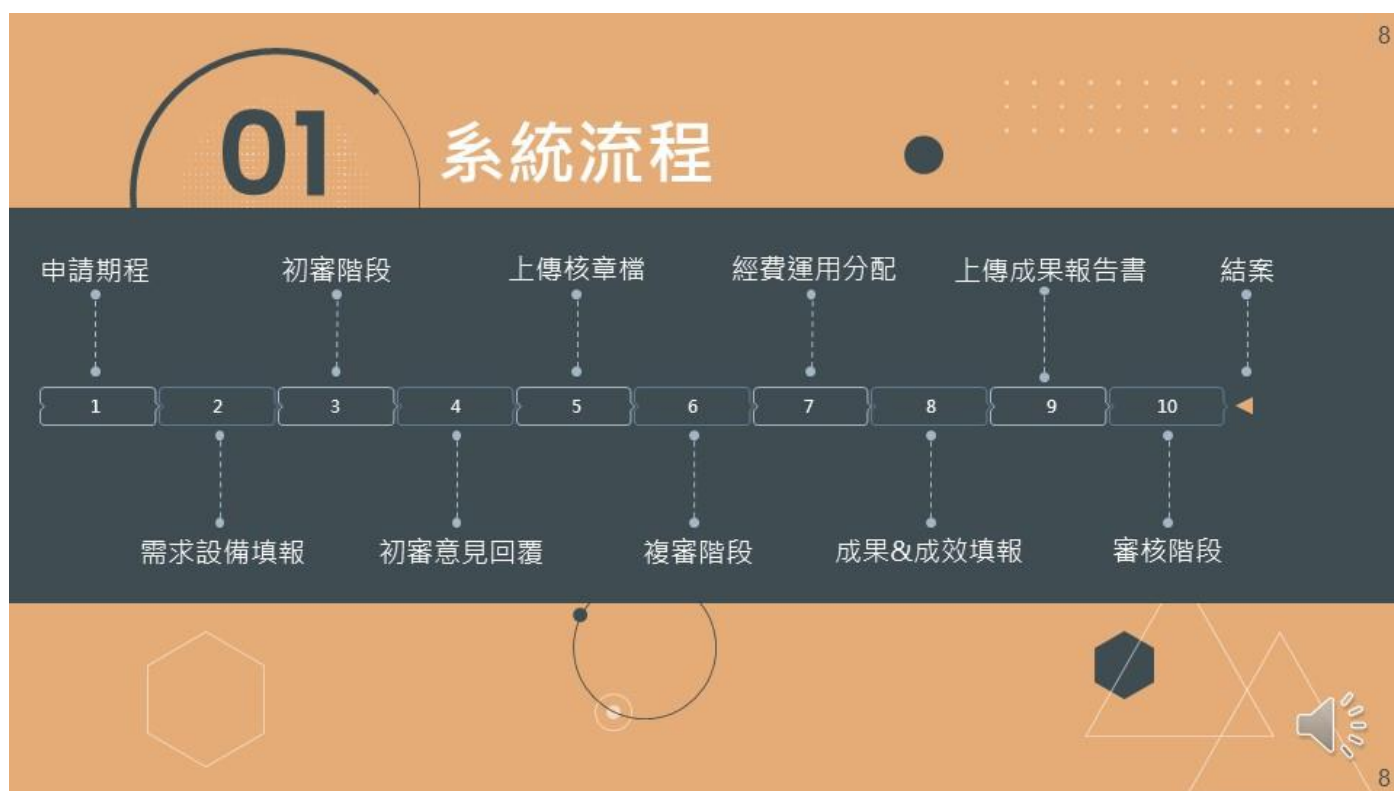 8
01 系統流程
申請期程 初審階段 上傳核章檔 經費運用分配 上傳成果報告書 結案
1 2 3 4 5 6 7 8 9 10
需求設備填報 初審意見回覆 複審階段 成果&成效填報 審核階段
8